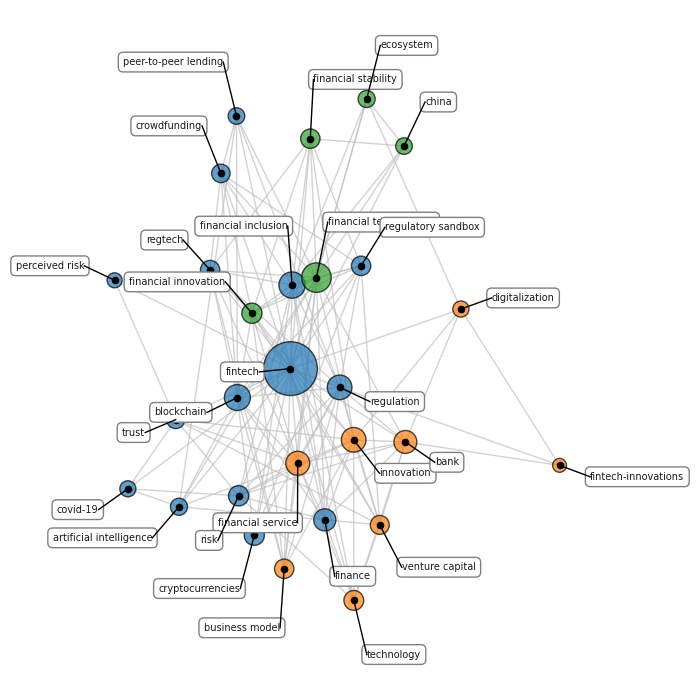 ecosystem
peer-to-peer lending
financial stability
china
crowdfunding
financial inclusion
financial te
regulatory sandbox
regtech
perceived risk
financial innovation
digitalization
fintech
regulation
blockchain
trust
bank
innovation
fintech-innovations
covid-19
financial service
artificial intelligence
risk
venture capital
finance
cryptocurrencies
business model
technology